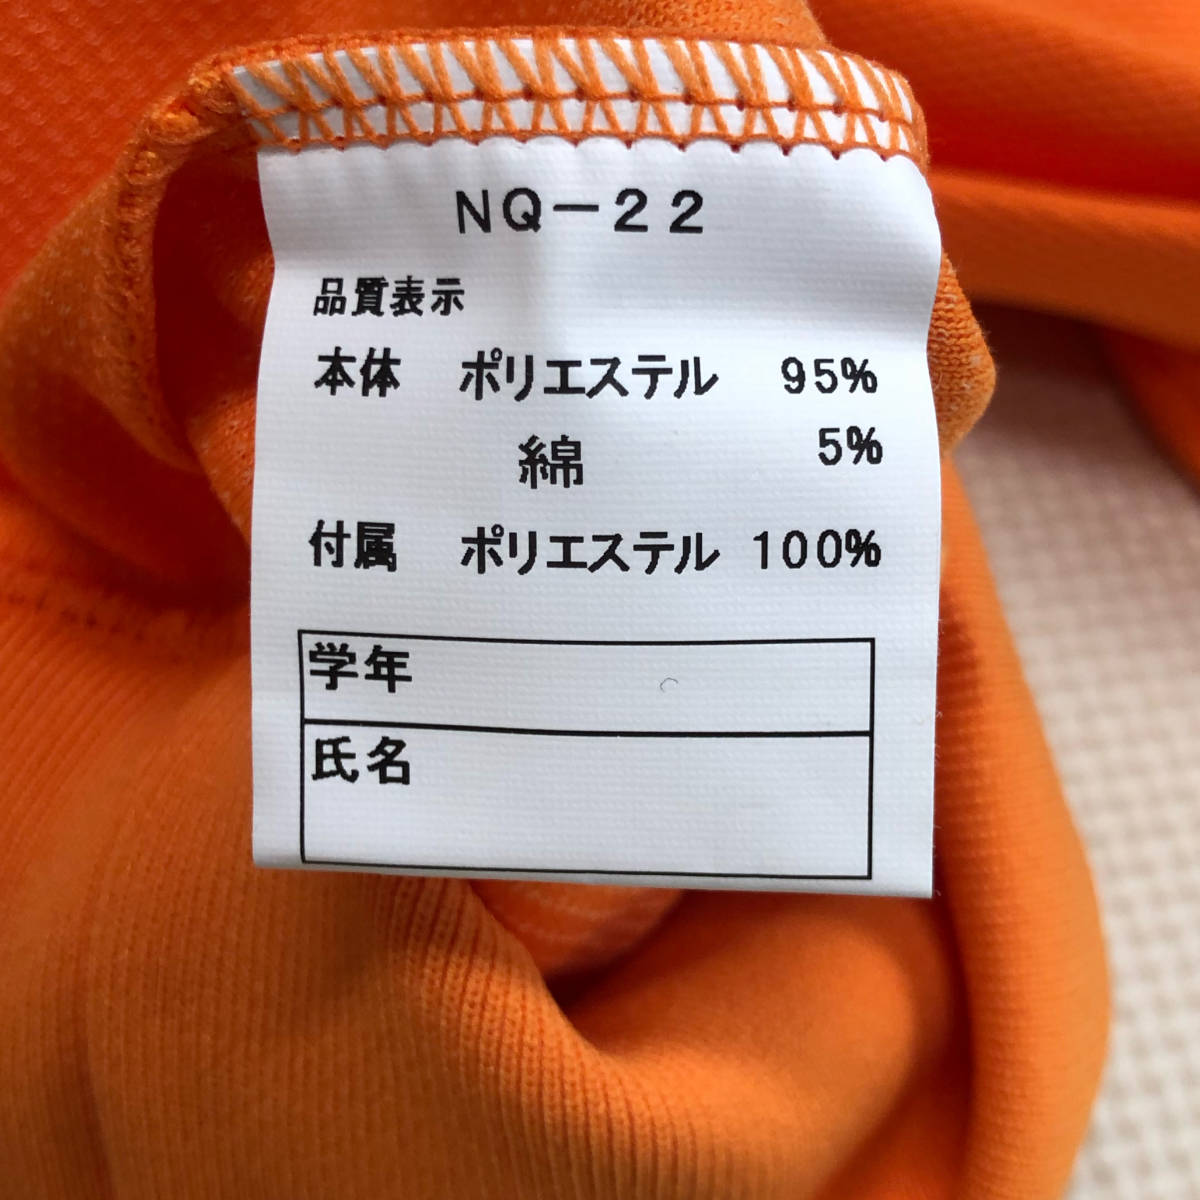 NQ－22
品質表示
本体 ポリエステル 95%
綿 5%
付属 ポリエステル 100%
学年
氏名